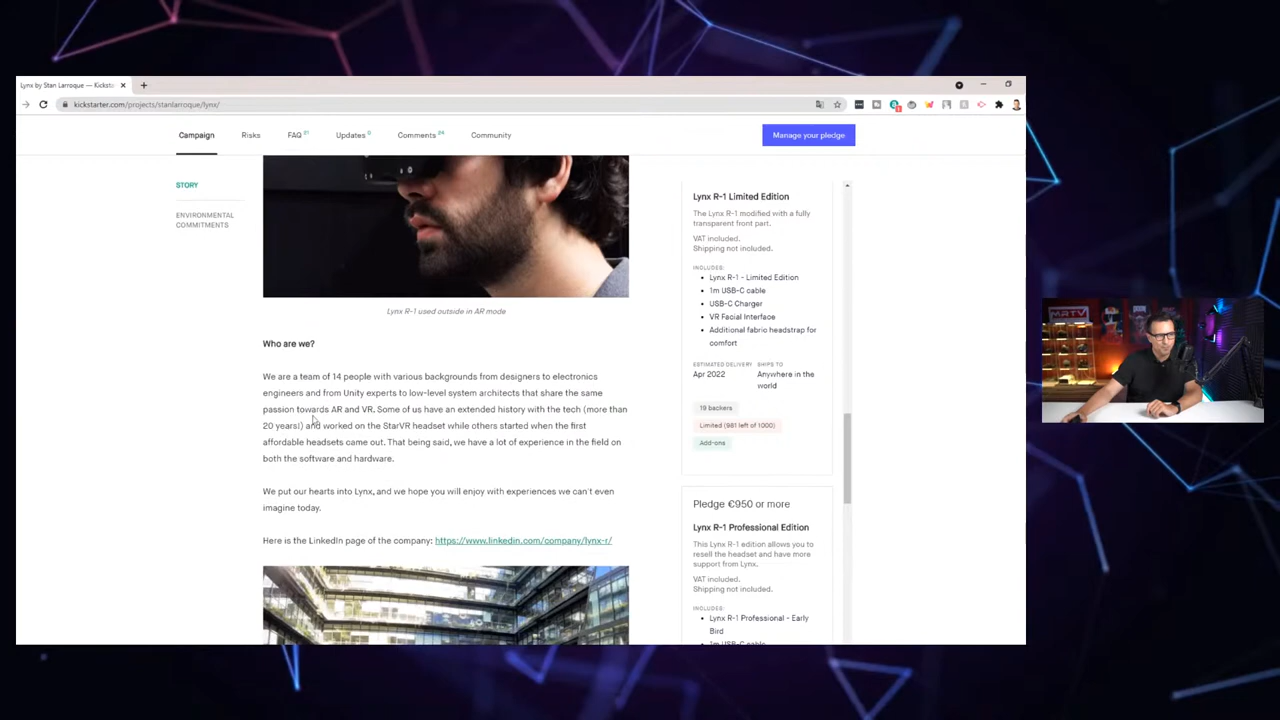 Lynx by Stan Larroque — Kicksta
kickstarter.com/projects/stanlarroque/lynx/
Campaign
Risks
FAQ 21
Updates 0
Comments
Community
Manage your pledge
STORY
ENVIRONMENTAL
COMMITMENTS
Lynx R-1 used outside in AR mode
Who are we?
We are a team of 14 people with various backgrounds from designers to electronics
engineers and from Unity experts to low-level system architects that share the same
passion towards AR and VR. Some of us have an extended history with the tech (more than
20 years!) and worked on the StarVR headset while others started when the first
affordable headsets came out. That being said, we have a lot of experience in the field on
both the software and hardware.
We put our hearts into Lynx, and we hope you will enjoy with experiences we can't even
imagine today.
Here is the LinkedIn page of the company: https://www.linkedin.com/company/lynx-r/
Lynx R-1 Limited Edition
The Lynx R-1 modified with a fully
transparent front part.
VAT included.
Shipping not included.
INCLUDES:
Lynx R-1 - Limited Edition
1m USB-C cable
USB-C Charger
VR Facial Interface
Additional fabric headstrap for
comfort
ESTIMATED DELIVERY
Apr 2022
SHIPS TO
Anywhere in the
world
19 backers
Limited (981 left of 1000)
Add-ons
Pledge €950 or more
Lynx R-1 Professional Edition
This Lynx R-1 edition allows you to
resell the headset and have more
support from Lynx.
VAT included.
Shipping not included.
INCLUDES:
Lynx R-1 Professional - Early
Bird
1m USB-C cable
MRTV